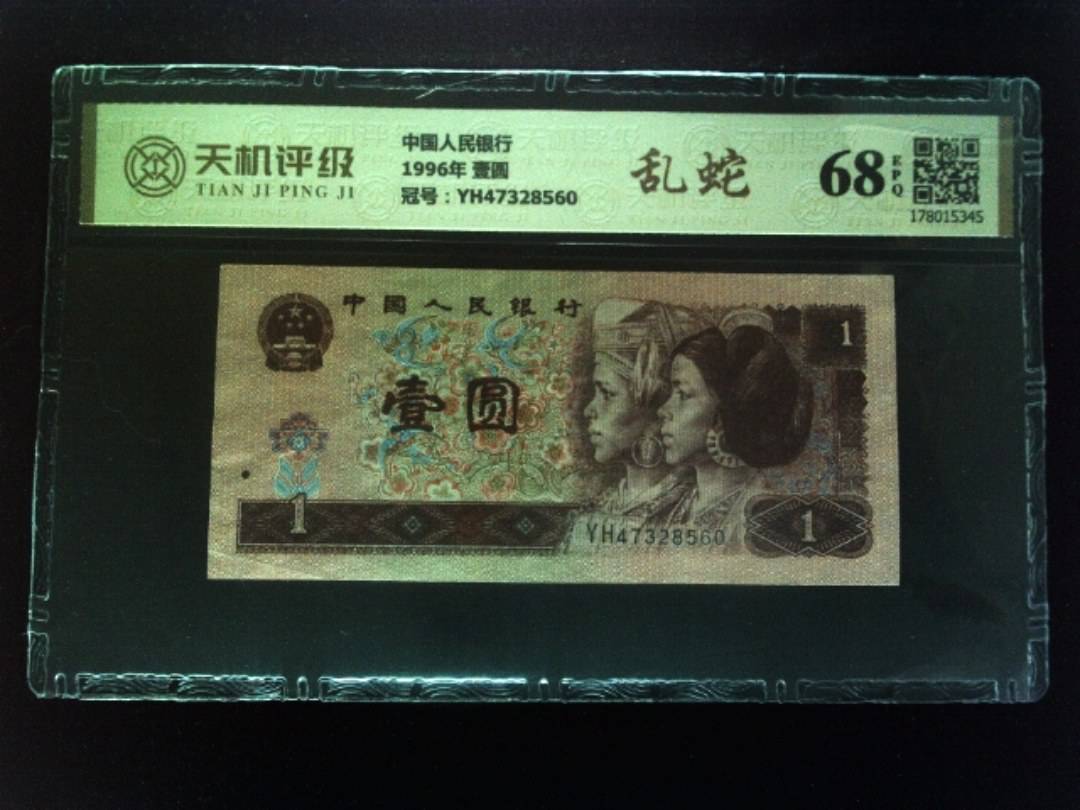 天机评级
TIAN JI PING JI
中国人民银行
1996年 壹圆
冠号：YH47328560
乱蛇
68
EPQ
178015345
中國人民银行
1
壹圆
1
YH47328560
1